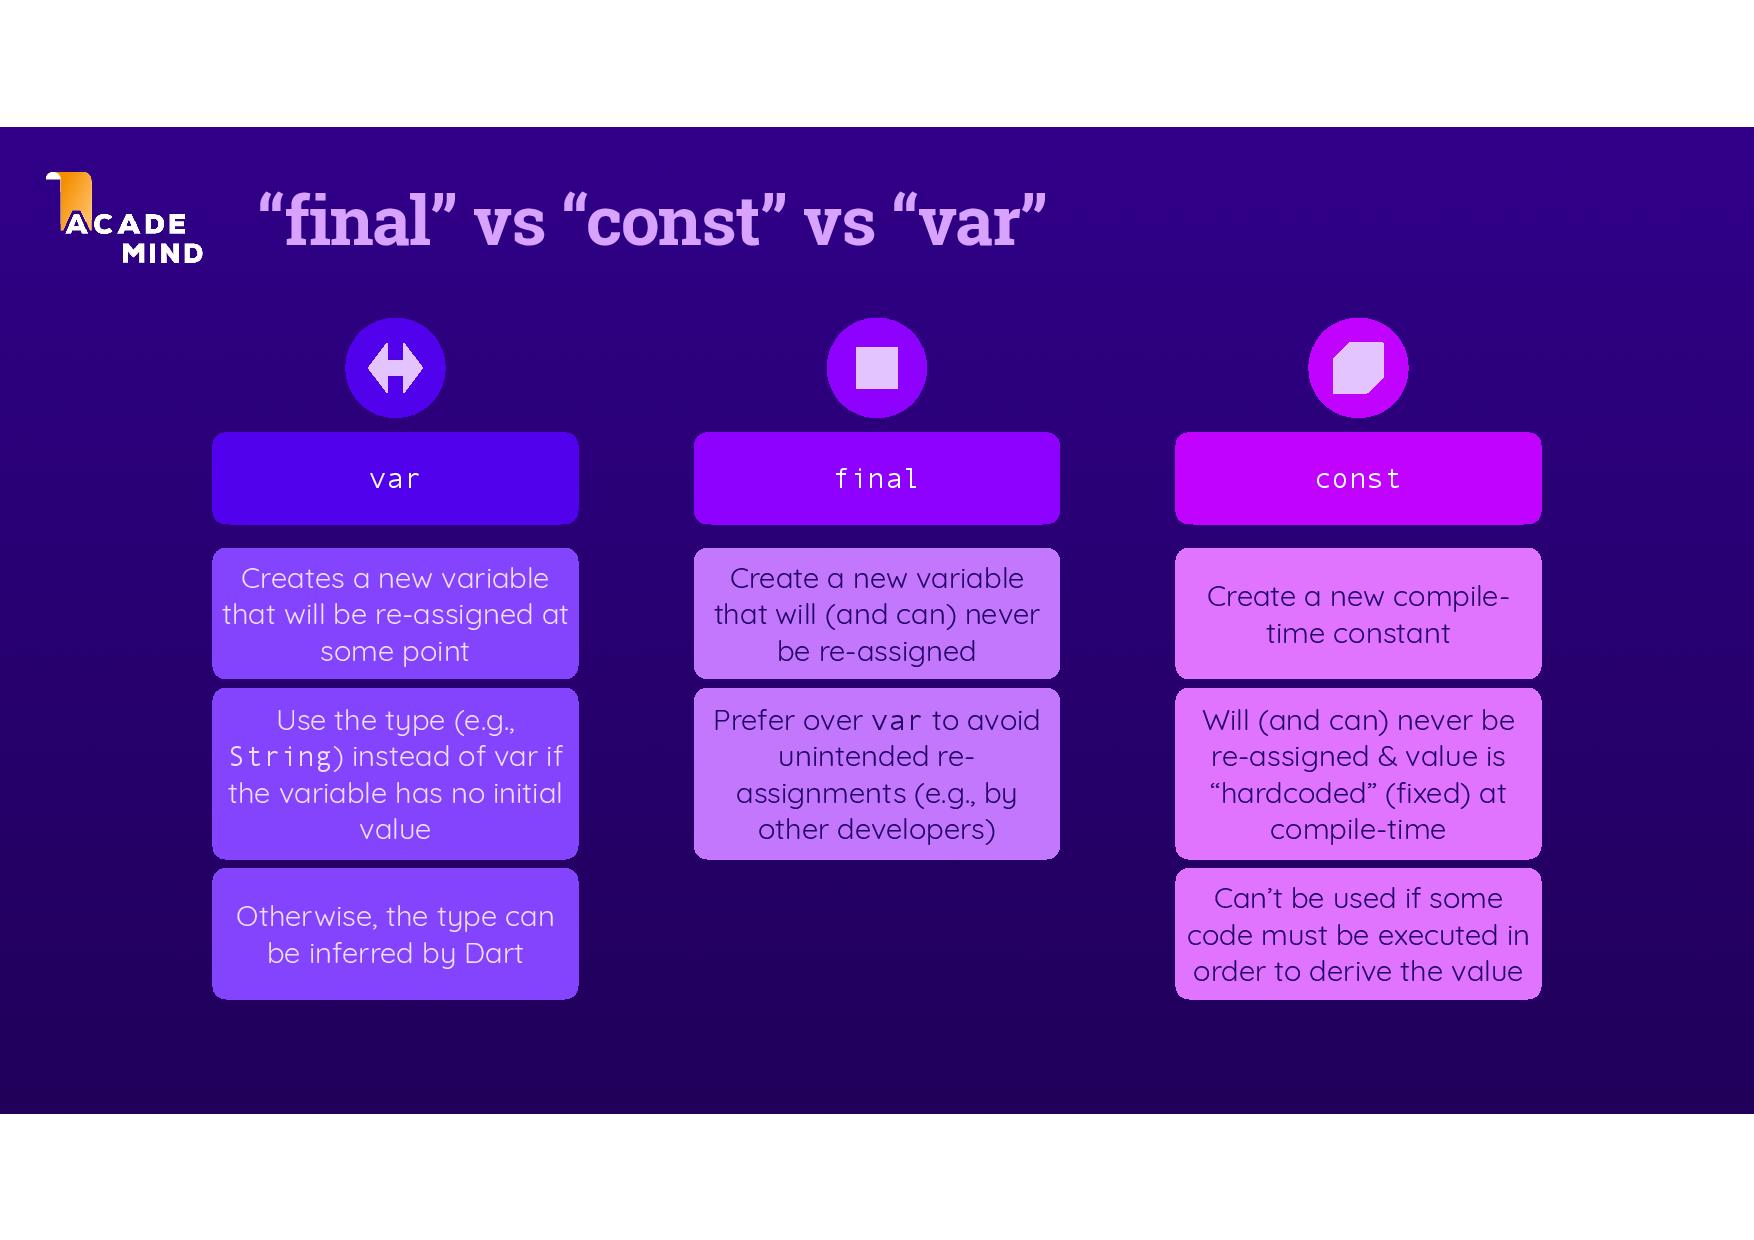 ACADE
MIND
“final” vs “const” vs “var”
var
Creates a new variable
that will be re-assigned at
some point
Use the type (e.g.,
String) instead of var if
the variable has no initial
value
Otherwise, the type can
be inferred by Dart
final
Create a new variable
that will (and can) never
be re-assigned
Prefer over var to avoid
unintended re-
assignments (e.g., by
other developers)
const
Create a new compile-
time constant
Will (and can) never be
re-assigned & value is
“hardcoded” (fixed) at
compile-time
Can’t be used if some
code must be executed in
order to derive the value